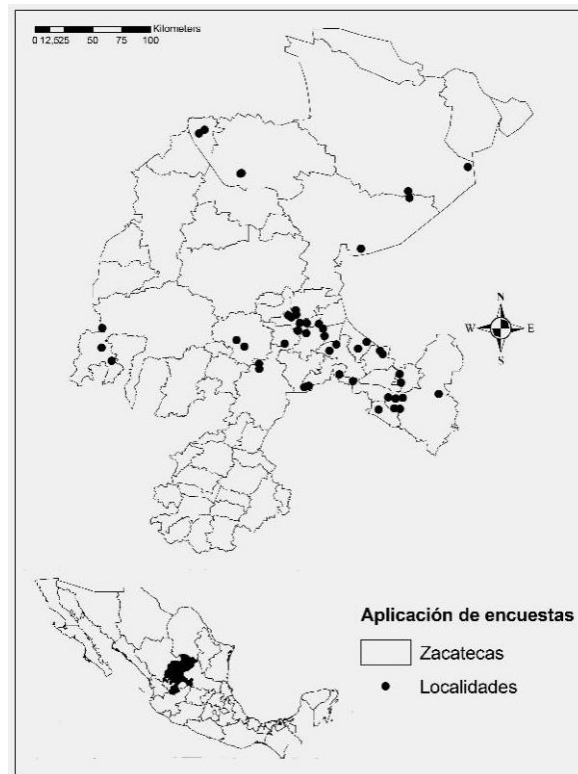 Kilometers
0 12,525 50 75 100
N
W E
S
Aplicación de encuestas
Zacatecas
Localidades